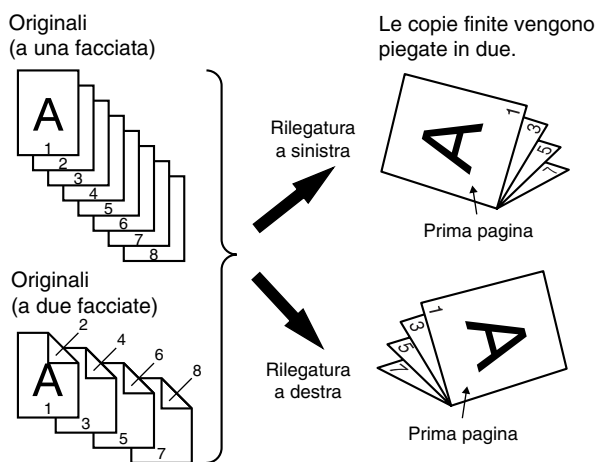 Originali
(a una facciata)
A
1
2
3
4
5
6
7
8
Originali
(a due facciate)
2
4
6
8
A
1
3
5
7
Rilegatura
a sinistra
Rilegatura
a destra
Le copie finite vengono
piegate in due.
A
1
3
5
7
Prima pagina
1
3
5
7
A
Prima pagina